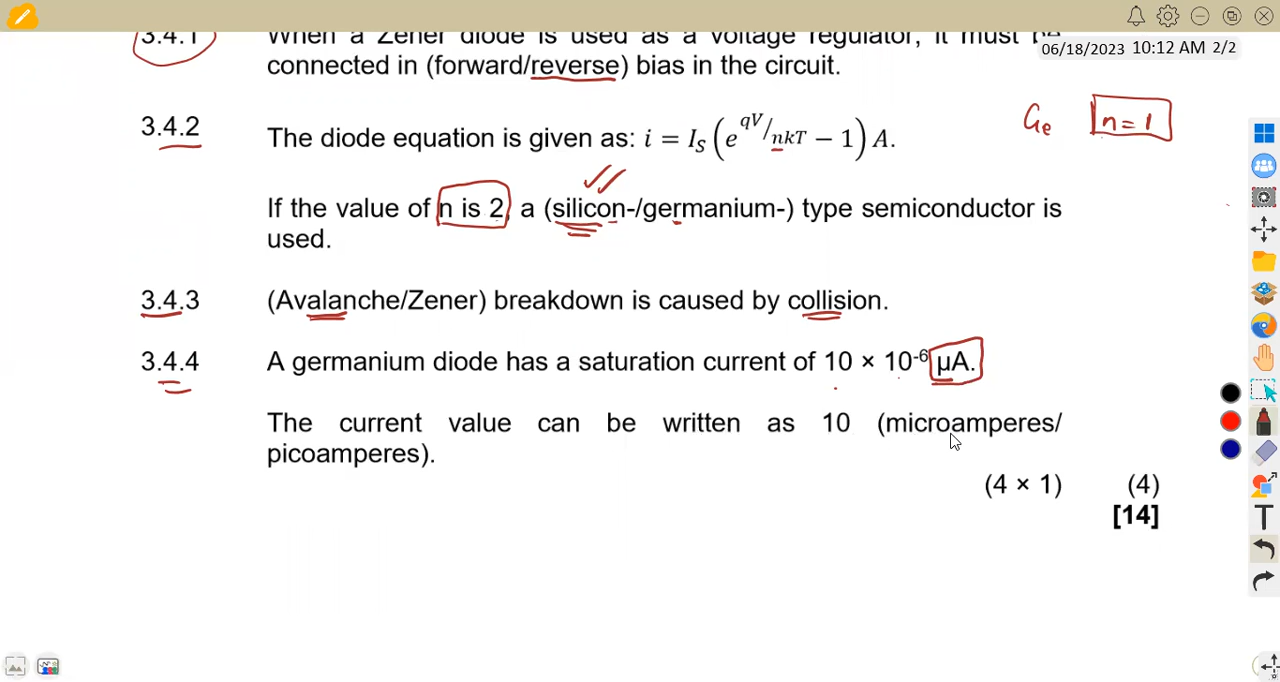 06/18/2023 10:12 AM 2/2
3.4.1 When a Zener diode is used as a voltage regulator, it must be
connected in (forward/reverse) bias in the circuit.
Ge n = 1
3.4.2 The diode equation is given as: i = I_S (e^{qV/nkT} − 1) A.
If the value of n is 2, a (silicon-/germanium-) type semiconductor is
used.
3.4.3 (Avalanche/Zener) breakdown is caused by collision.
3.4.4 A germanium diode has a saturation current of 10 × 10⁻⁶ µA.
The current value can be written as 10 (microamperes/
picoamperes).
(4 × 1) (4)
[14]
T